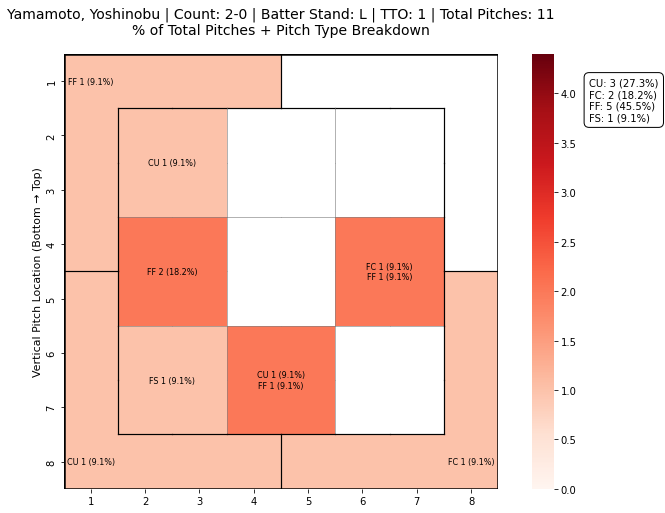 Yamamoto, Yoshinobu | Count: 2-0 | Batter Stand: L | TTO: 1 | Total Pitches: 11
% of Total Pitches + Pitch Type Breakdown
Vertical Pitch Location (Bottom → Top)
1
2
3
4
5
6
7
8
FF 1 (9.1%)
CU 1 (9.1%)
FF 2 (18.2%)
FC 1 (9.1%)
FF 1 (9.1%)
FS 1 (9.1%)
CU 1 (9.1%)
FF 1 (9.1%)
CU 1 (9.1%)
FC 1 (9.1%)
1
2
3
4
5
6
7
8
4.0
3.5
3.0
2.5
2.0
1.5
1.0
0.5
0.0
CU: 3 (27.3%)
FC: 2 (18.2%)
FF: 5 (45.5%)
FS: 1 (9.1%)